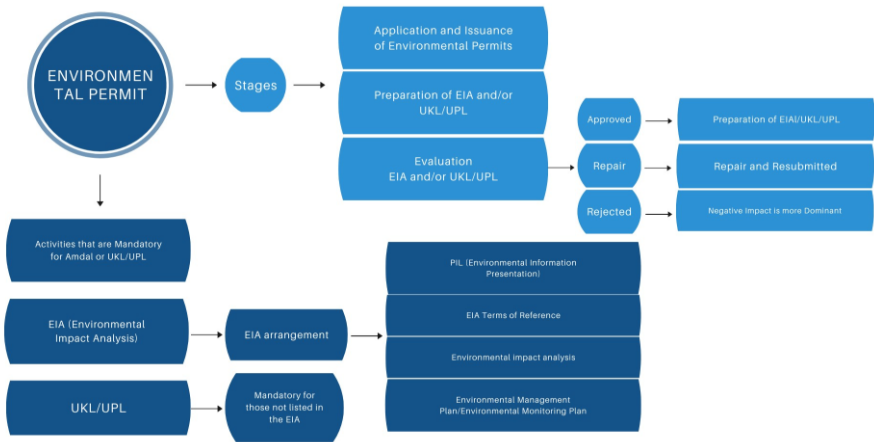 ENVIRONMEN
TAL PERMIT
Stages
Application and Issuance
of Environmental Permits
Preparation of EIA and/or
UKL/UPL
Evaluation
EIA and/or UKL/UPL
Approved
Preparation of EIAI/UKL/UPL
Repair
Repair and Resubmitted
Rejected
Negative Impact is more Dominant
Activities that are Mandatory
for Amdal or UKL/UPL
EIA (Environmental
Impact Analysis)
EIA arrangement
PIL (Environmental Information
Presentation)
EIA Terms of Reference
Environmental impact analysis
Environmental Management
Plan/Environmental Monitoring Plan
UKL/UPL
Mandatory for
those not listed in
the EIA